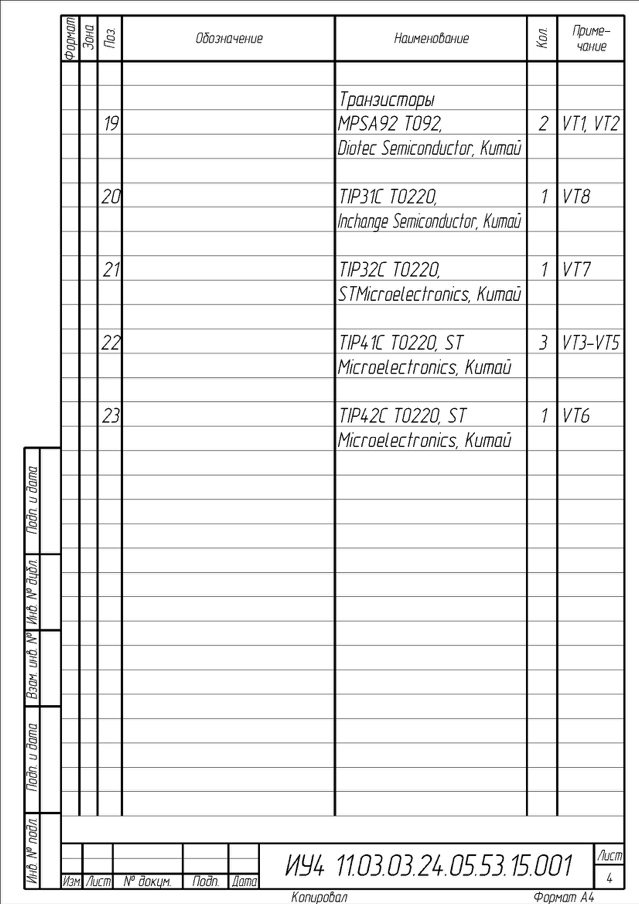 Формат Зона Поз. Обозначение Наименование Кол. Приме-
чание
Транзисторы
19 MPSA92 TO92, 2 VT1, VT2
Diotec Semiconductor, Китай
20 TIP31C TO220, 1 VT8
Inchange Semiconductor, Китай
21 TIP32C TO220, 1 VT7
STMicroelectronics, Китай
22 TIP41C TO220, ST 3 VT3-VT5
Microelectronics, Китай
23 TIP42C TO220, ST 1 VT6
Microelectronics, Китай
Подп. и дата
Инв. № дубл.
Взам. инв. №
Подп. и дата
Инв. № подл.
Изм. Лист № докум. Подп. Дата
ИУ4 11.03.03.24.05.53.15.001
Лист
4
Копировал Формат А4